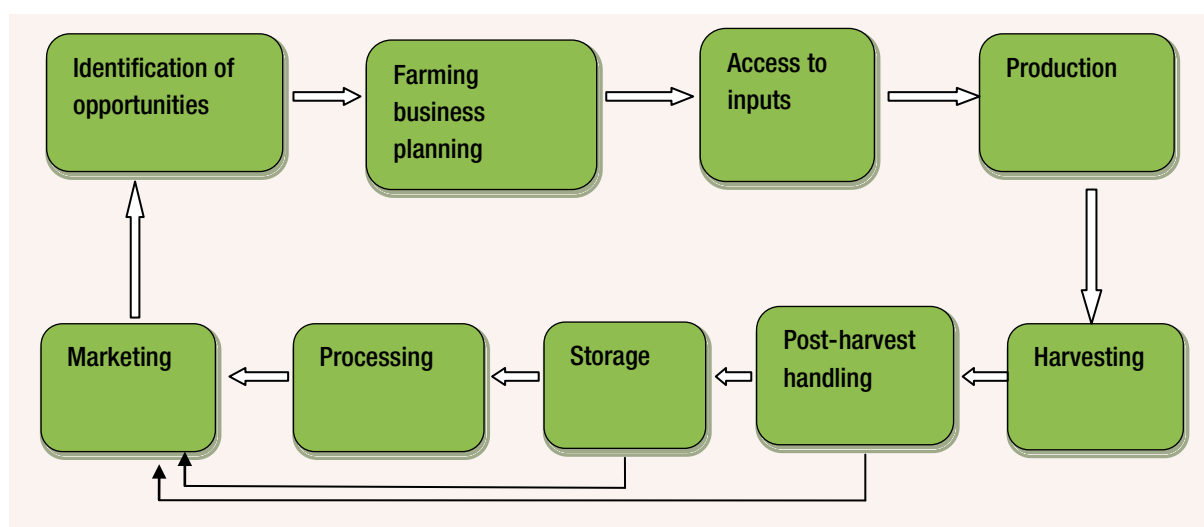 Identification of
opportunities
Farming
business
planning
Access to
inputs
Production
Harvesting
Post-harvest
handling
Storage
Processing
Marketing